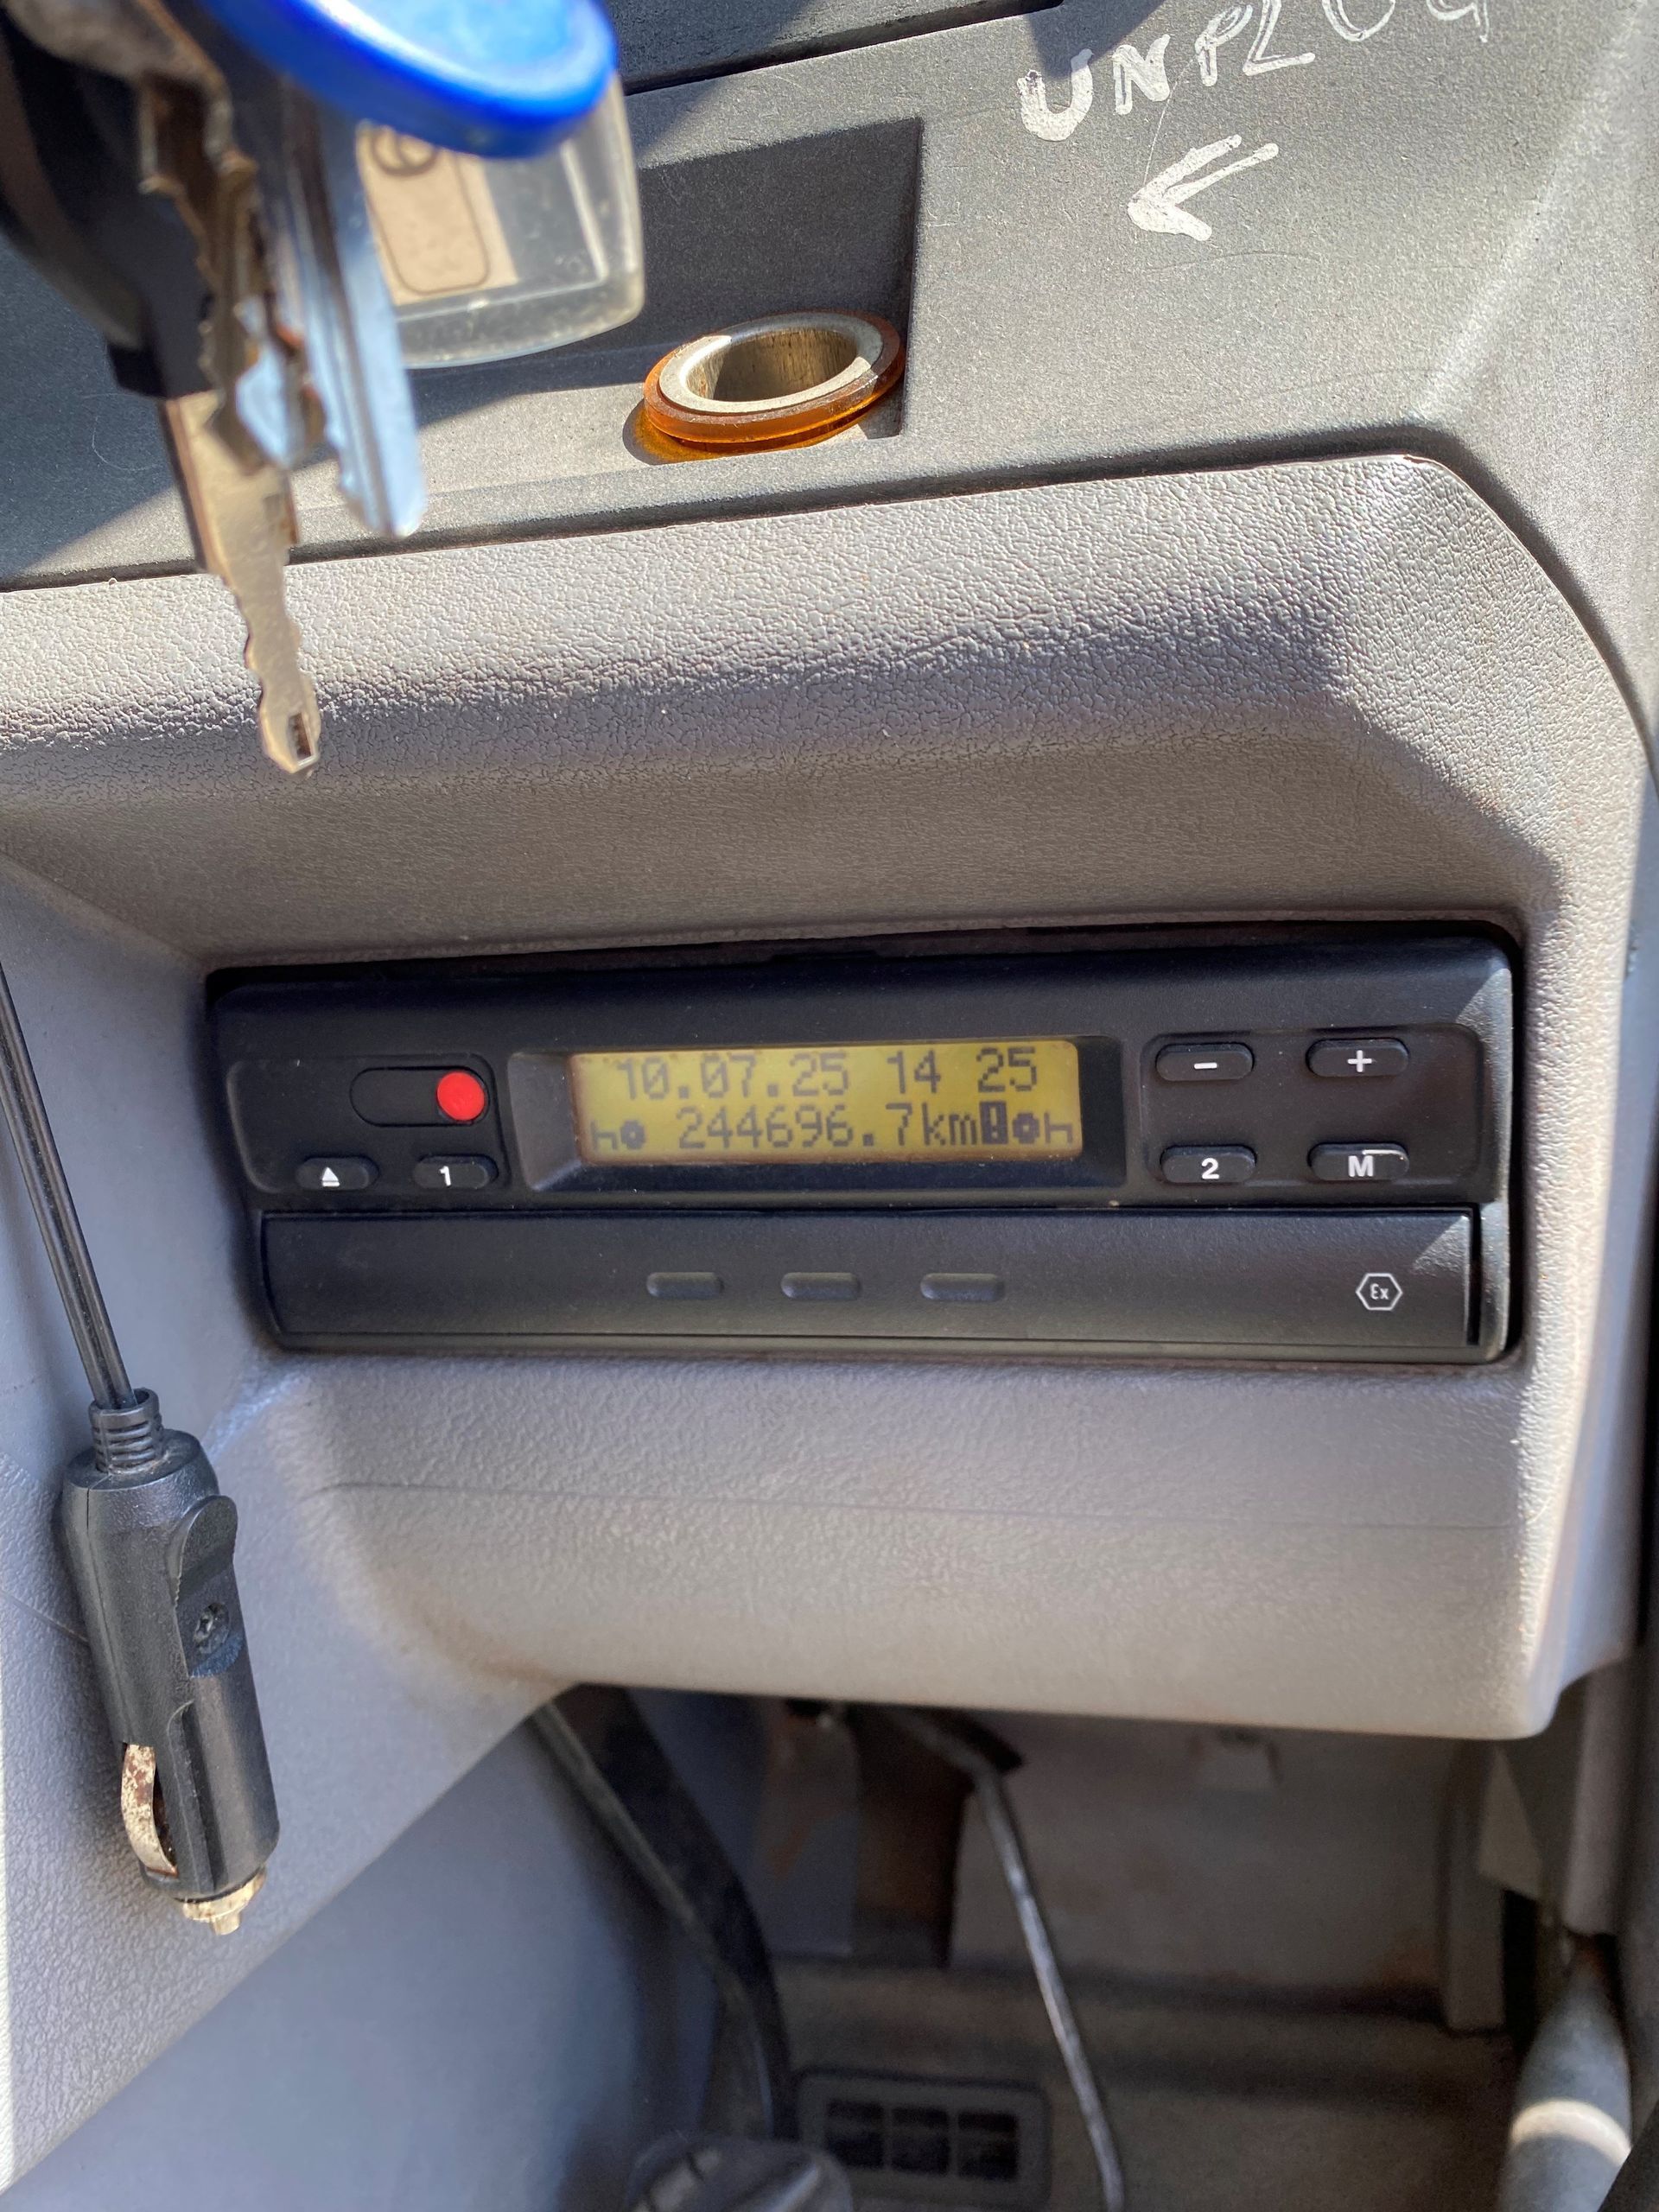 UNPLUG
10.07.25 14 25
h 244696.7km h
- +
1 2 M
Ex